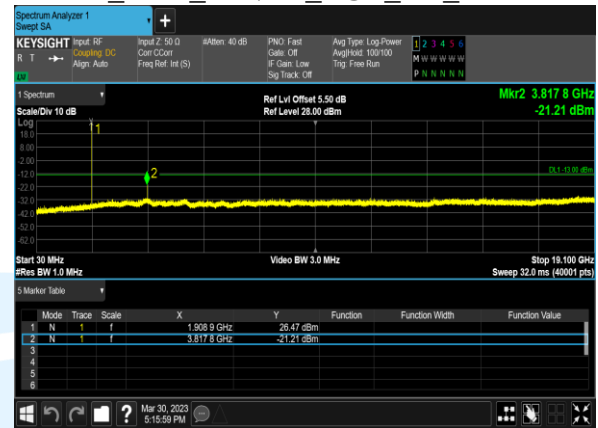 Spectrum Analyzer 1
Swept SA
KEYSIGHT
R T
Input: RF
Coupling: DC
Align: Auto
Input Z: 50 Ω
Corr CCorr
Freq Ref: Int (S)
#Atten: 40 dB
PNO: Fast
Gate: Off
IF Gain: Low
Sig Track: Off
Avg Type: Log-Power
Avg|Hold: 100/100
Trig: Free Run
1 2 3 4 5 6
M W W W W W
P N N N N N
1 Spectrum
Scale/Div 10 dB
Ref Lvl Offset 5.50 dB
Ref Level 28.00 dBm
Mkr2 3.817 8 GHz
-21.21 dBm
Log
18.0
8.00
-2.00
-12.0
-22.0
-32.0
-42.0
-52.0
-62.0
1
2
DL1 -13.00 dBm
Start 30 MHz
#Res BW 1.0 MHz
Video BW 3.0 MHz
Stop 19.100 GHz
Sweep 32.0 ms (40001 pts)
5 Marker Table
Mode Trace Scale X Y Function Function Width Function Value
1 N 1 f 1.908 9 GHz 26.47 dBm
2 N 1 f 3.817 8 GHz -21.21 dBm
3
4
5
6
Mar 30, 2023
5:15:59 PM